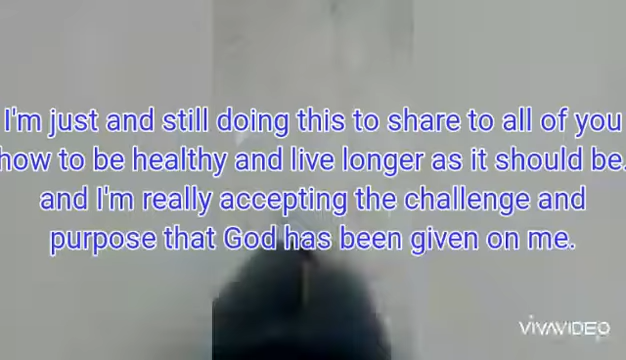 I'm just and still doing this to share to all of you
how to be healthy and live longer as it should be.
and I'm really accepting the challenge and
purpose that God has been given on me.
VIVAVIDEO